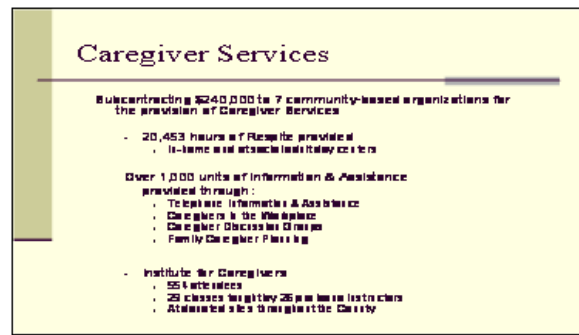 Caregiver Services
Subcontracting $240,000 to 7 community-based organizations for
the provision of Caregiver Services
- 20,453 hours of Respite provided
In-home and at social adult day centers
Over 1,000 units of Information & Assistance
provided through:
Telephone Information & Assistance
Caregivers in the Workplace
Caregiver Discussion Groups
Family Caregiver Planning
- Institute for Caregivers
554 attendees
29 classes taught by 26 instructors
At sites throughout the County